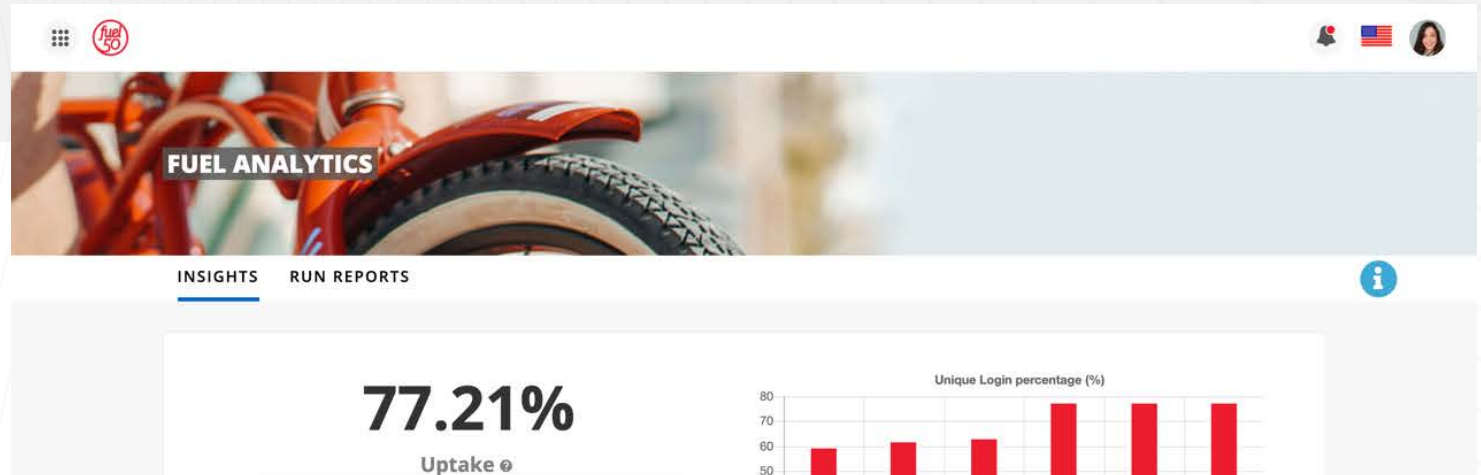 fuel
50
FUEL ANALYTICS
INSIGHTS RUN REPORTS
77.21%
Uptake
Unique Login percentage (%)
80
70
60
50